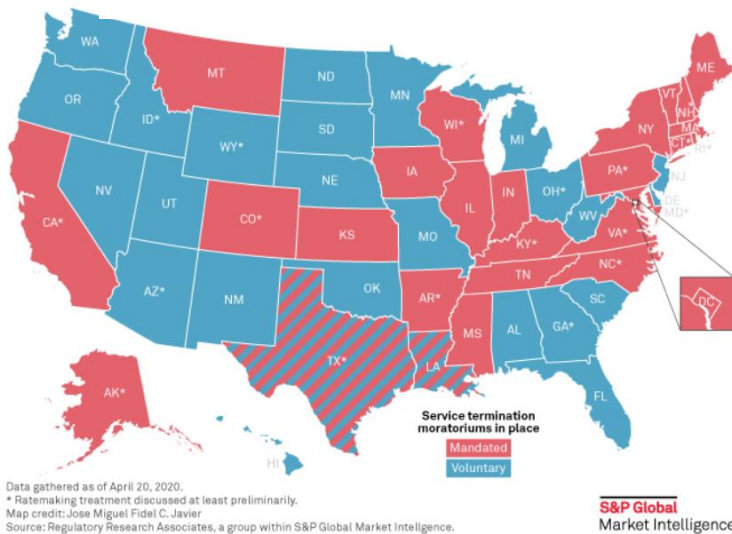 WA
MT
ND
MN
ME
OR
ID*
WY*
SD
WI*
MI
VT
NH*
NY
MA
CT*
RI*
NV
UT
CO*
NE
IA
IL
IN
OH*
PA*
NJ
DE
MD*
CA*
KS
MO
KY*
WV
VA*
AZ*
NM
OK
AR*
TN
NC*
SC
DC
TX*
LA
MS
AL
GA*
FL
AK*
HI
Service termination
moratoriums in place
Mandated
Voluntary
Data gathered as of April 20, 2020.
* Ratemaking treatment discussed at least preliminarily.
Map credit: Jose Miguel Fidel C. Javier
Source: Regulatory Research Associates, a group within S&P Global Market Intellgence.
S&P Global
Market Intelligence